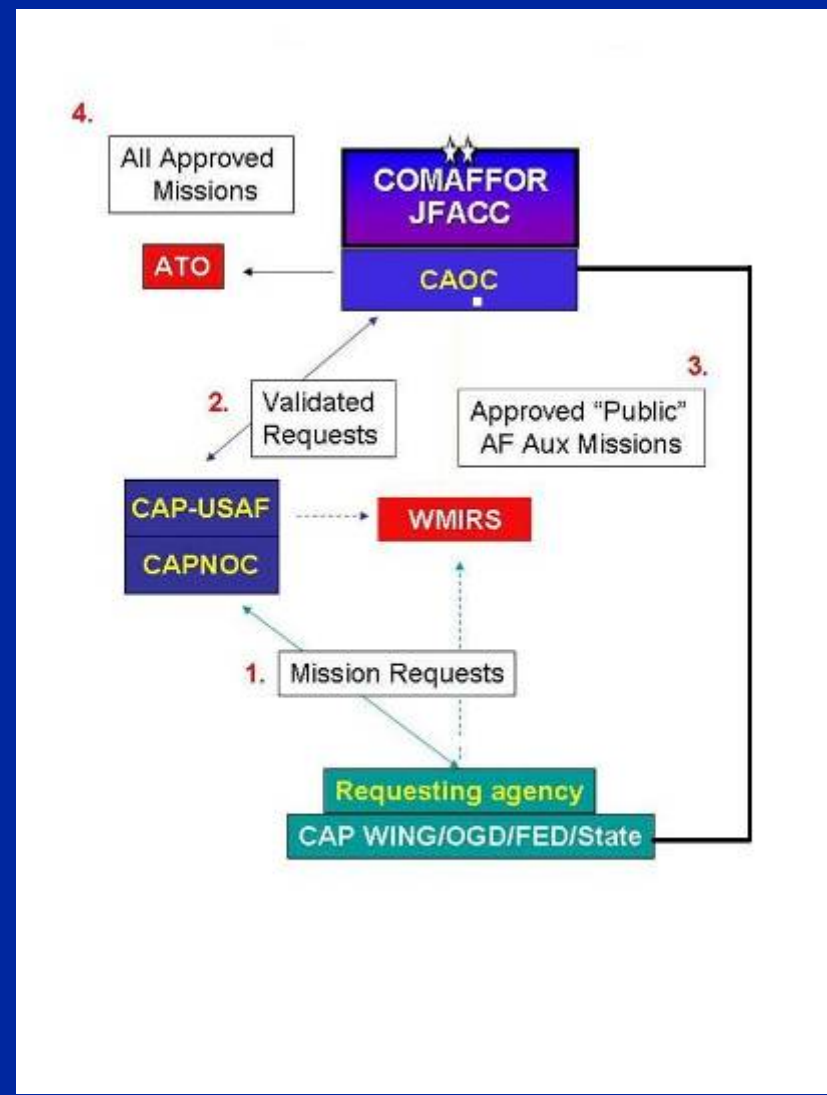 4.
All Approved
Missions
COMAFFOR
JFACC
ATO
CAOC
3.
2.
Validated
Requests
Approved “Public”
AF Aux Missions
CAP-USAF
WMIRS
CAPNOC
1.
Mission Requests
Requesting agency
CAP WING/OGD/FED/State